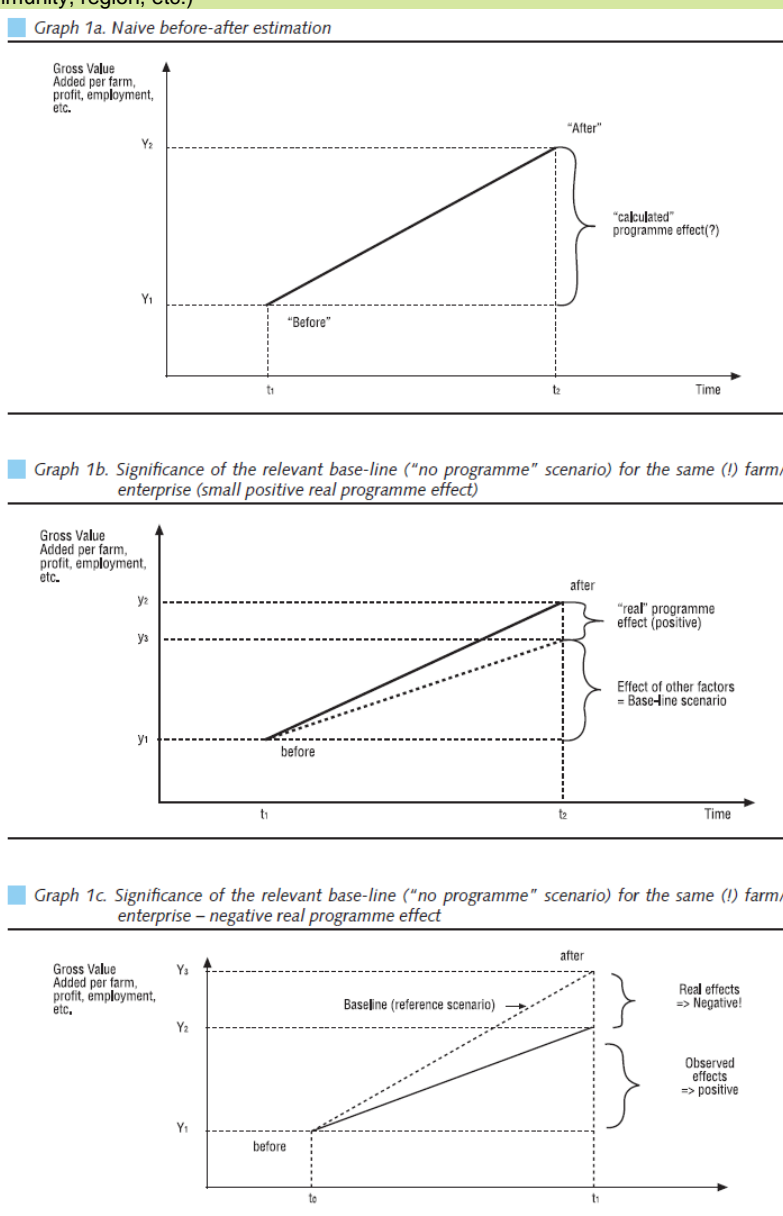 munity, region, etc.)
Graph 1a. Naive before-after estimation
Gross Value
Added per farm,
profit, employment,
etc.
Y₂
"After"
"calculated"
programme effect(?)
Y₁
"Before"
t₁
t₂
Time
Graph 1b. Significance of the relevant base-line ("no programme" scenario) for the same (!) farm/
enterprise (small positive real programme effect)
Gross Value
Added per farm,
profit, employment,
etc.
after
y₂
"real" programme
effect (positive)
y₃
Effect of other factors
= Base-line scenario
y₁
before
t₁
t₂
Time
Graph 1c. Significance of the relevant base-line ("no programme" scenario) for the same (!) farm/
enterprise – negative real programme effect
after
Gross Value
Added per farm,
profit, employment,
etc.
Y₃
Baseline (reference scenario)
Real effects
=> Negative!
Y₂
Observed
effects
=> positive
Y₁
before
t₀
t₁